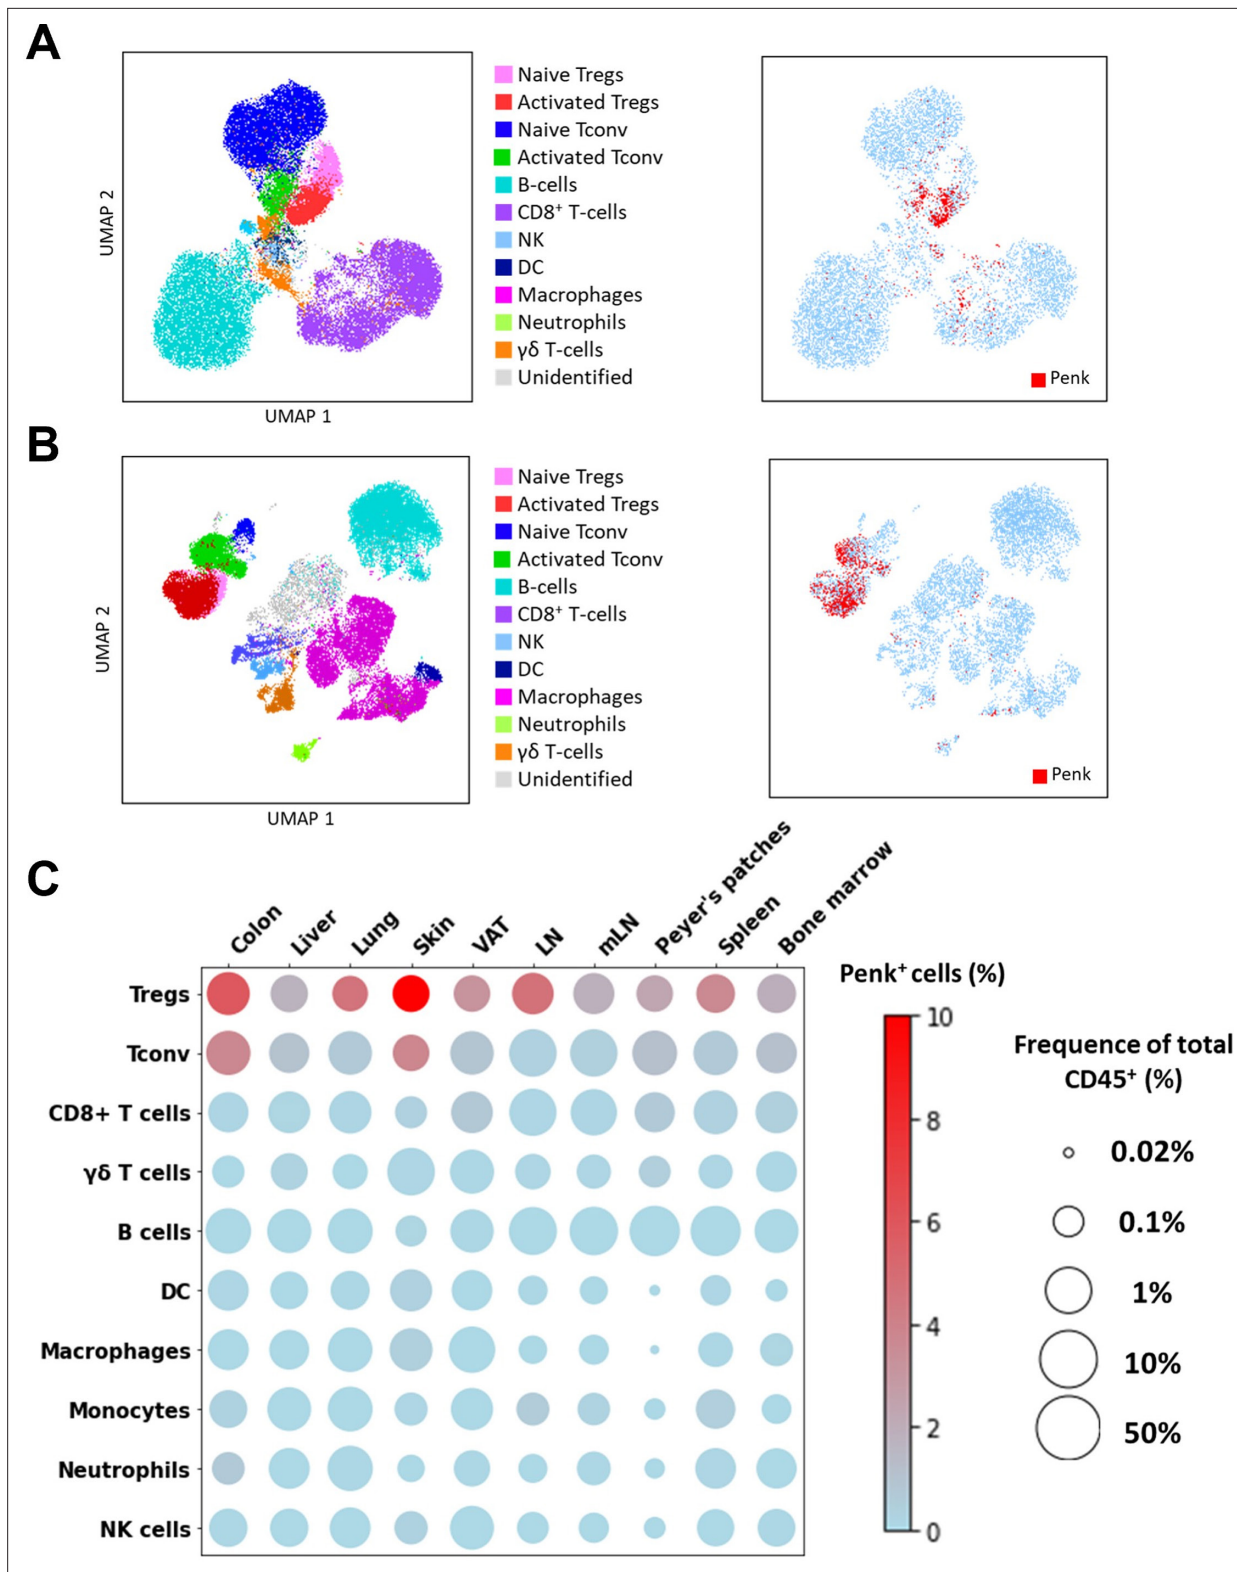 A
UMAP 2
UMAP 1
Naive Tregs
Activated Tregs
Naive Tconv
Activated Tconv
B-cells
CD8⁺ T-cells
NK
DC
Macrophages
Neutrophils
γδ T-cells
Unidentified
Penk
B
UMAP 2
UMAP 1
Naive Tregs
Activated Tregs
Naive Tconv
Activated Tconv
B-cells
CD8⁺ T-cells
NK
DC
Macrophages
Neutrophils
γδ T-cells
Unidentified
Penk
C
Colon
Liver
Lung
Skin
VAT
LN
mLN
Peyer's patches
Spleen
Bone marrow
Tregs
Tconv
CD8+ T cells
γδ T cells
B cells
DC
Macrophages
Monocytes
Neutrophils
NK cells
Penk⁺ cells (%)
10
8
6
4
2
0
Frequence of total
CD45⁺ (%)
0.02%
0.1%
1%
10%
50%